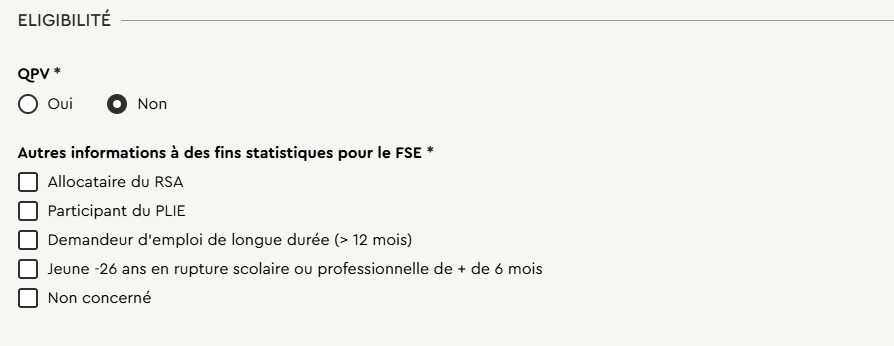 ELIGIBILITÉ
QPV *
Oui Non
Autres informations à des fins statistiques pour le FSE *
Allocataire du RSA
Participant du PLIE
Demandeur d'emploi de longue durée (> 12 mois)
Jeune -26 ans en rupture scolaire ou professionnelle de + de 6 mois
Non concerné